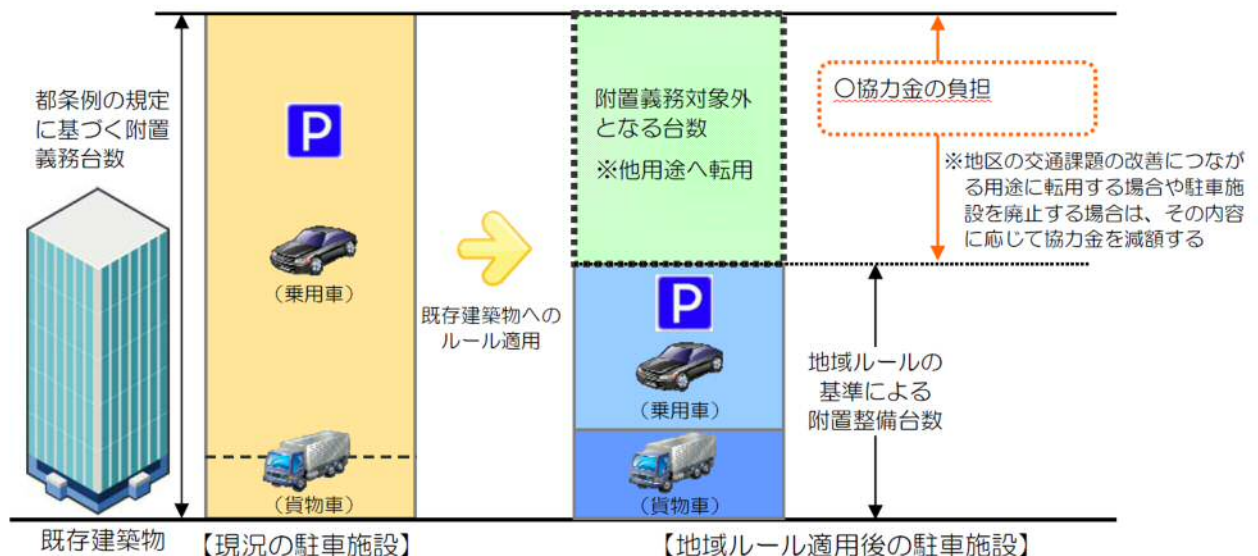 都条例の規定
に基づく附置
義務台数
既存建築物
P
（乗用車）
（貨物車）
【現況の駐車施設】
既存建築物への
ルール適用
附置義務対象外
となる台数
※他用途へ転用
P
（乗用車）
（貨物車）
【地域ルール適用後の駐車施設】
〇協力金の負担
※地区の交通課題の改善につなが
る用途に転用する場合や駐車施
設を廃止する場合は、その内容
に応じて協力金を減額する
地域ルールの
基準による
附置整備台数